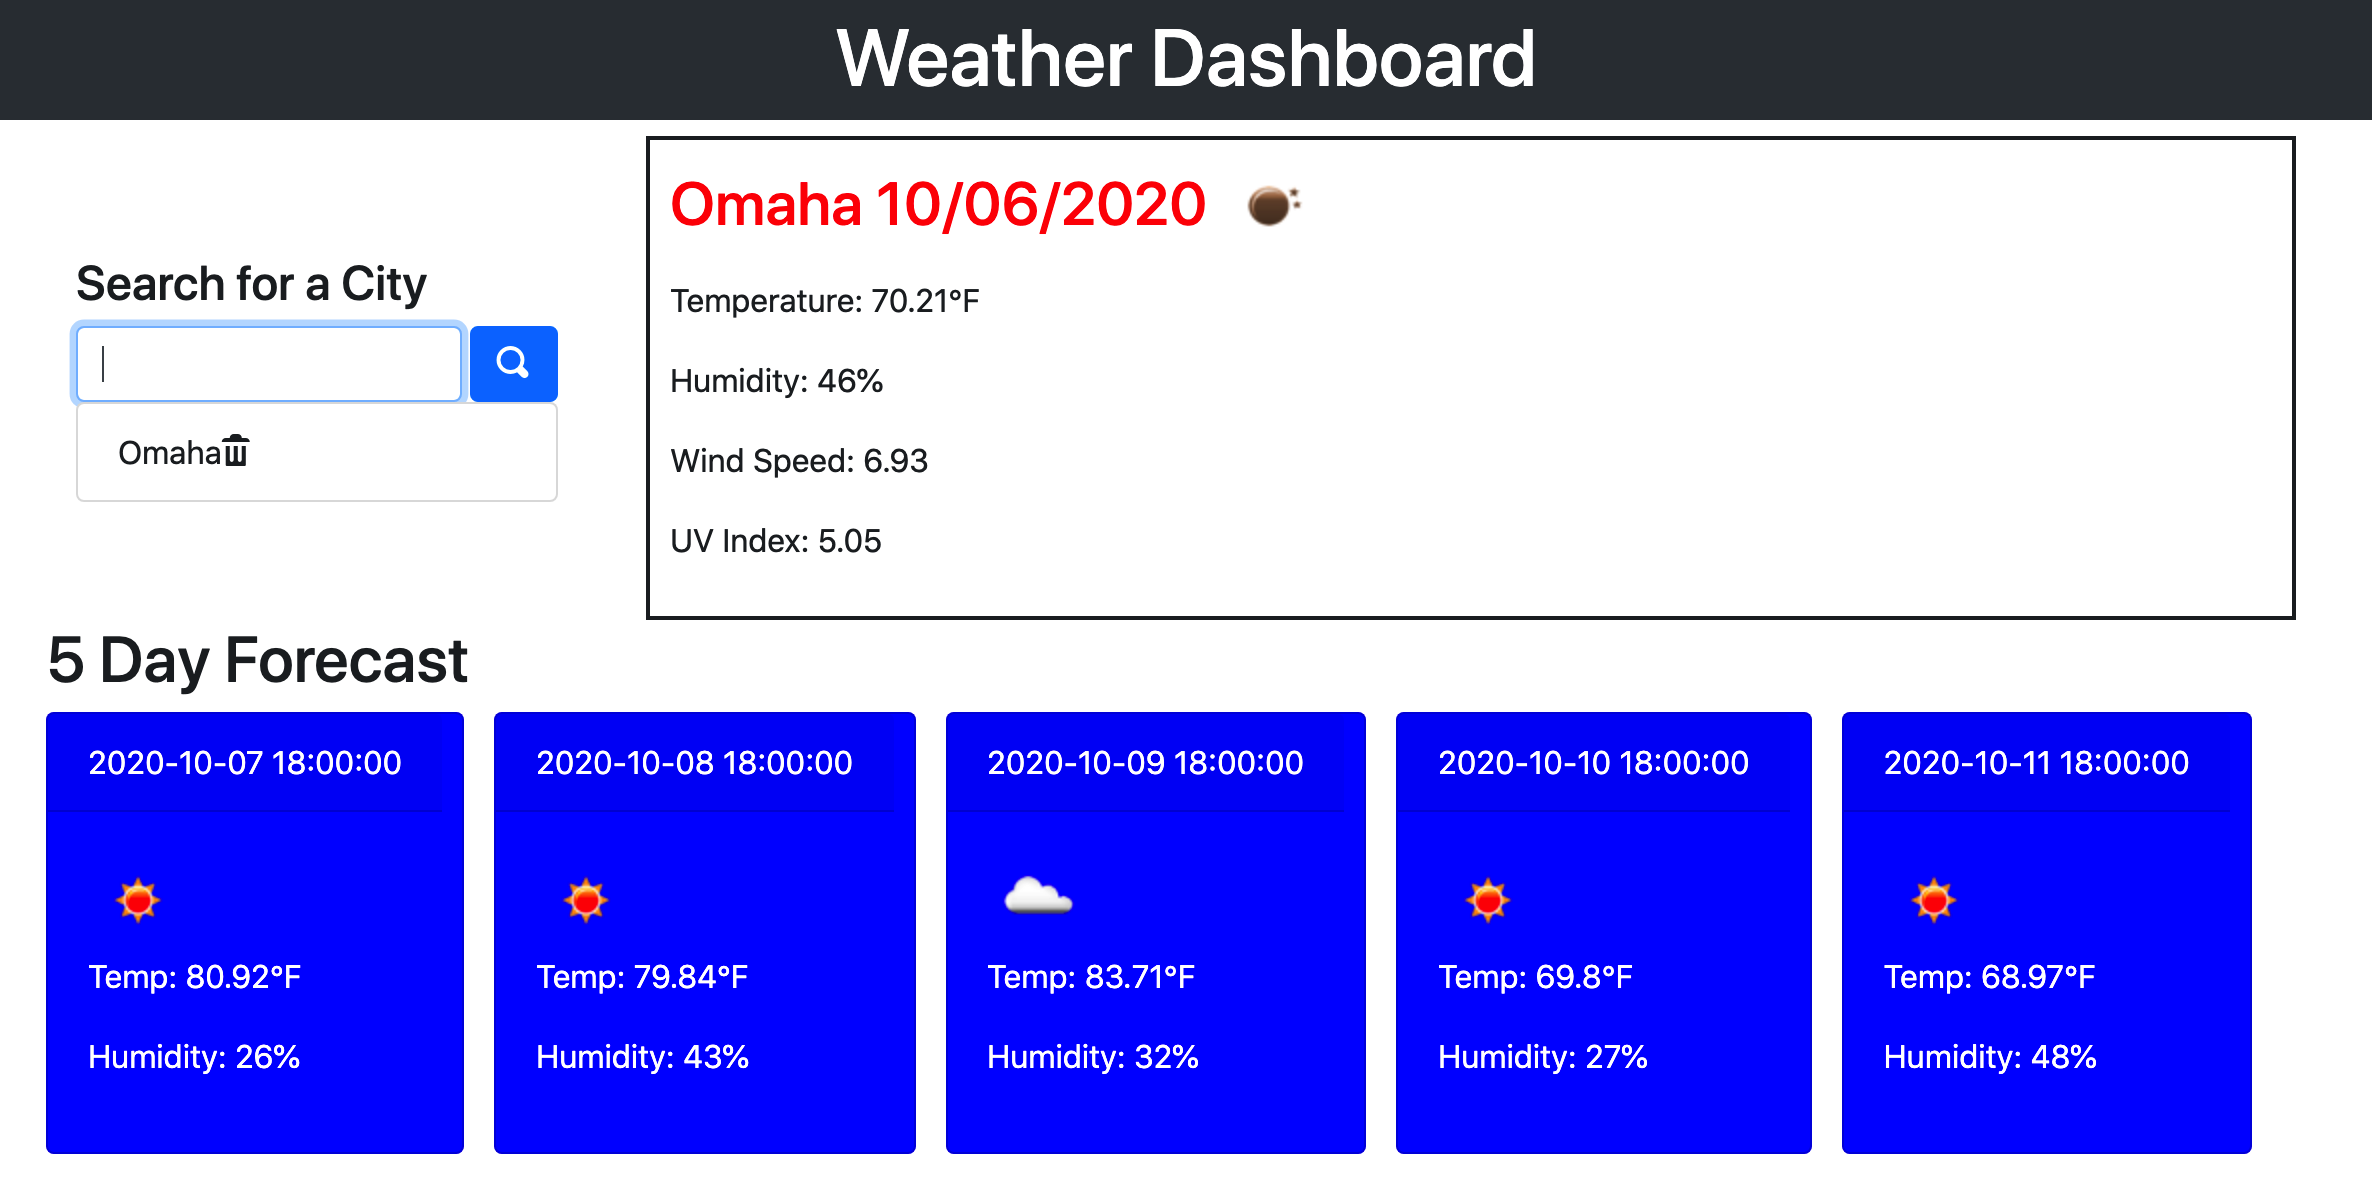 Weather Dashboard
Search for a City
Omaha
Omaha 10/06/2020
Temperature: 70.21°F
Humidity: 46%
Wind Speed: 6.93
UV Index: 5.05
5 Day Forecast
2020-10-07 18:00:00
Temp: 80.92°F
Humidity: 26%
2020-10-08 18:00:00
Temp: 79.84°F
Humidity: 43%
2020-10-09 18:00:00
Temp: 83.71°F
Humidity: 32%
2020-10-10 18:00:00
Temp: 69.8°F
Humidity: 27%
2020-10-11 18:00:00
Temp: 68.97°F
Humidity: 48%